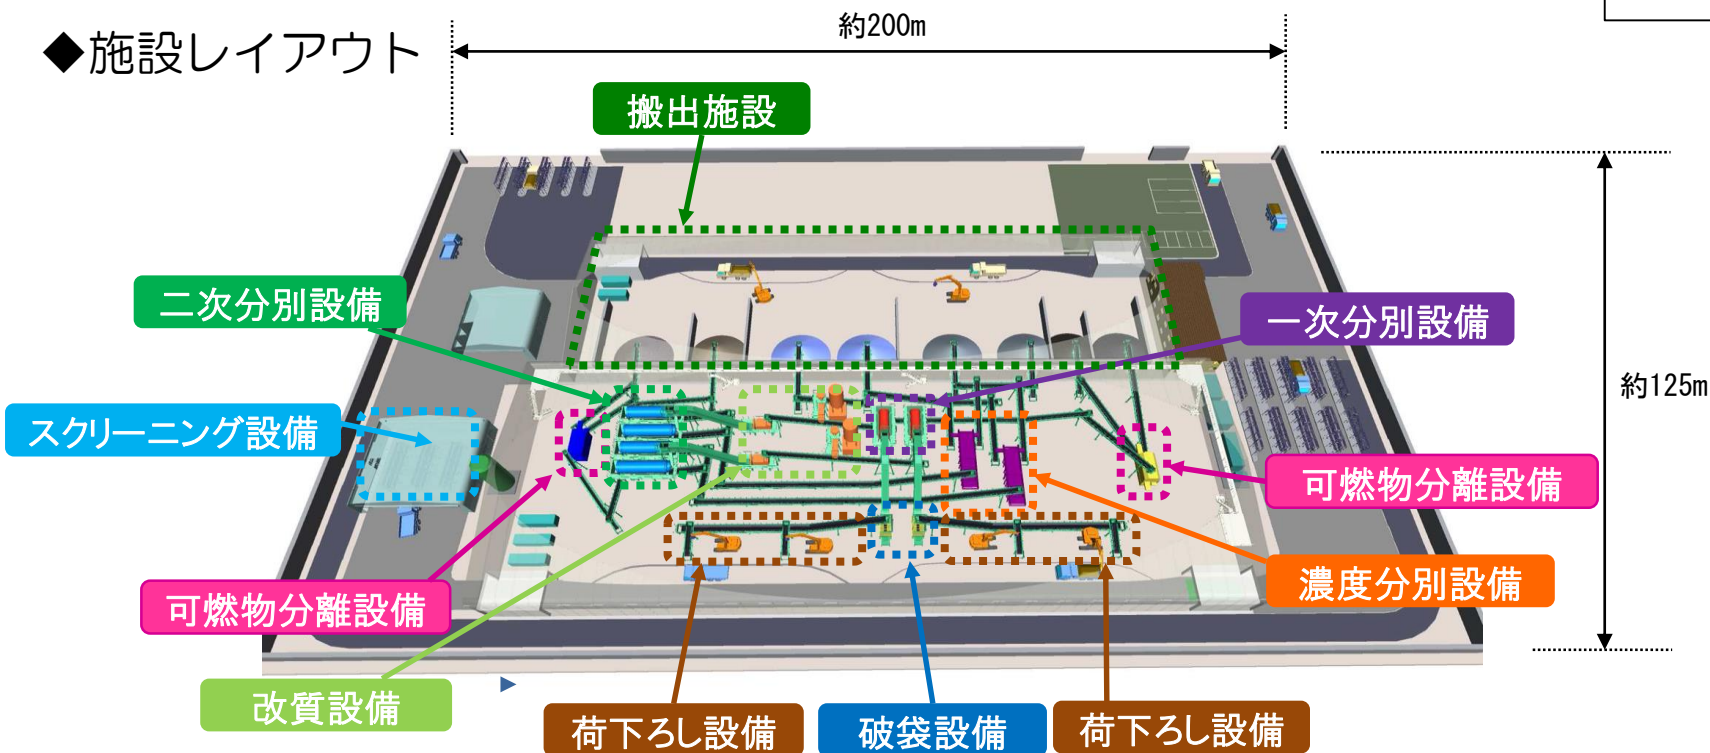 ◆施設レイアウト
約200m
搬出施設
二次分別設備
一次分別設備
約125m
スクリーニング設備
可燃物分離設備
濃度分別設備
可燃物分離設備
改質設備
荷下ろし設備
破袋設備
荷下ろし設備